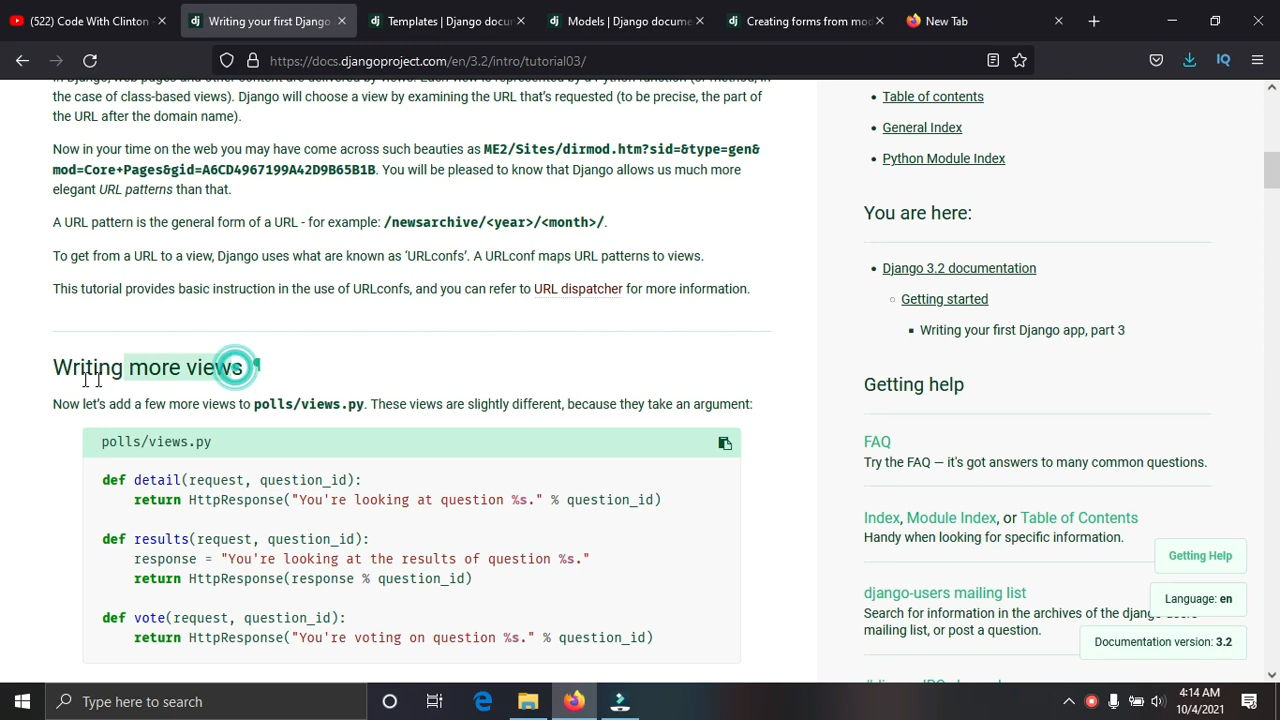 (522) Code With Clinton -
Writing your first Django
Templates | Django docur
Models | Django docume
Creating forms from mod
New Tab
https://docs.djangoproject.com/en/3.2/intro/tutorial03/
In Django, web pages and other content are delivered by views. Each view is represented by a Python function (or method, in
the case of class-based views). Django will choose a view by examining the URL that's requested (to be precise, the part of
the URL after the domain name).
Now in your time on the web you may have come across such beauties as ME2/Sites/dirmod.htm?sid=&type=gen&
mod=Core+Pages&gid=A6CD4967199A42D9B65B1B. You will be pleased to know that Django allows us much more
elegant URL patterns than that.
A URL pattern is the general form of a URL - for example: /newsarchive/<year>/<month>/.
To get from a URL to a view, Django uses what are known as ‘URLconfs’. A URLconf maps URL patterns to views.
This tutorial provides basic instruction in the use of URLconfs, and you can refer to URL dispatcher for more information.
Writing more views ¶
Now let's add a few more views to polls/views.py. These views are slightly different, because they take an argument:
polls/views.py
def detail(request, question_id):
return HttpResponse("You're looking at question %s." % question_id)
def results(request, question_id):
response = "You're looking at the results of question %s."
return HttpResponse(response % question_id)
def vote(request, question_id):
return HttpResponse("You're voting on question %s." % question_id)
Table of contents
General Index
Python Module Index
You are here:
Django 3.2 documentation
Getting started
Writing your first Django app, part 3
Getting help
FAQ
Try the FAQ — it's got answers to many common questions.
Index, Module Index, or Table of Contents
Handy when looking for specific information.
django-users mailing list
Search for information in the archives of the django-users
mailing list, or post a question.
Getting Help
Language: en
Documentation version: 3.2
Type here to search
4:14 AM
10/4/2021